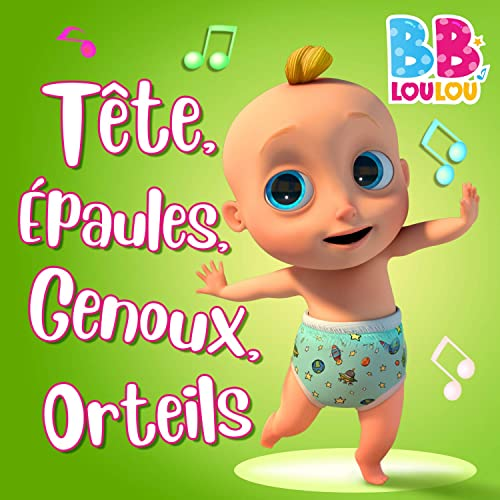 BB
LOULOU
Tête,
Épaules,
Genoux,
Orteils